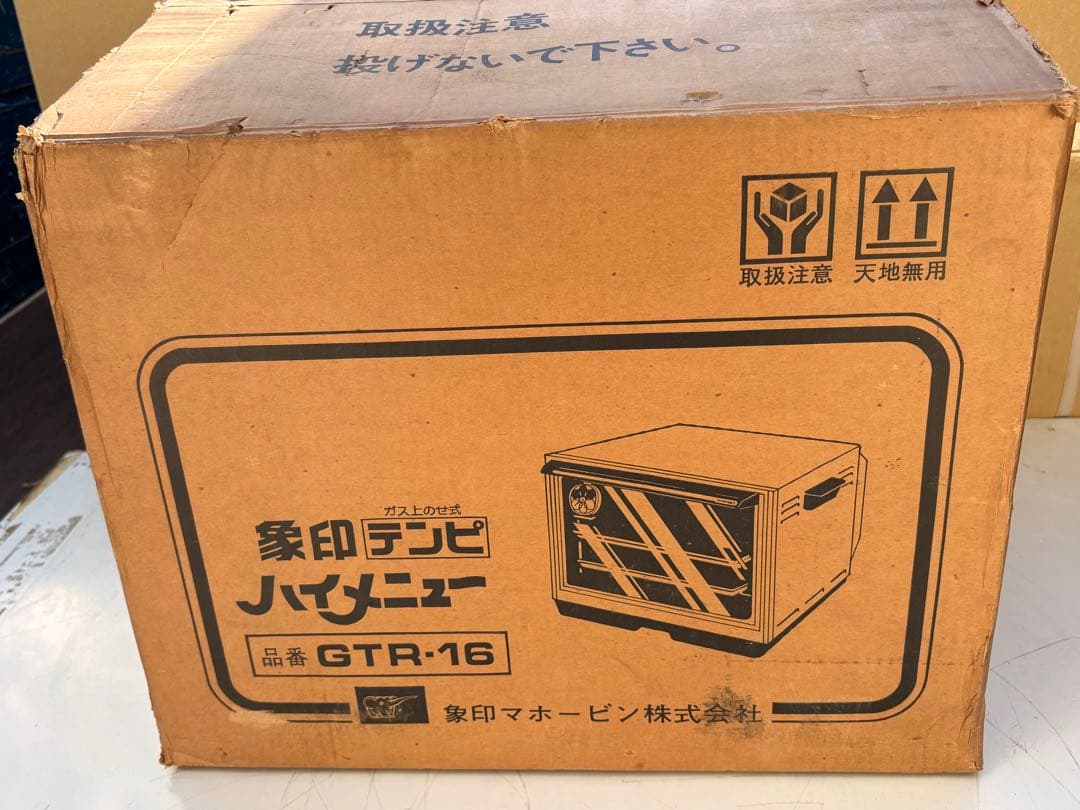 取扱注意
投げないで下さい。
取扱注意
天地無用
ガス上のせ式
象印テンピ
ハイメニュー
品番 GTR-16
象印マホービン株式会社